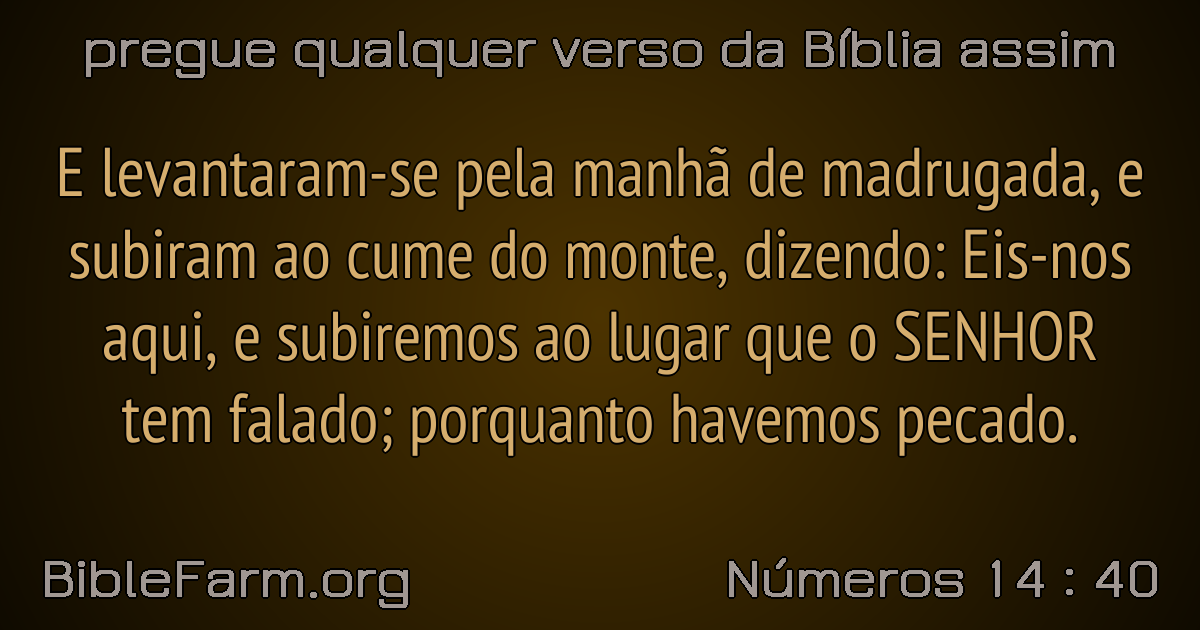 pregue qualquer verso da Bíblia assim
E levantaram-se pela manhã de madrugada, e
subiram ao cume do monte, dizendo: Eis-nos
aqui, e subiremos ao lugar que o SENHOR
tem falado; porquanto havemos pecado.
BibleFarm.org
Números 14 : 40